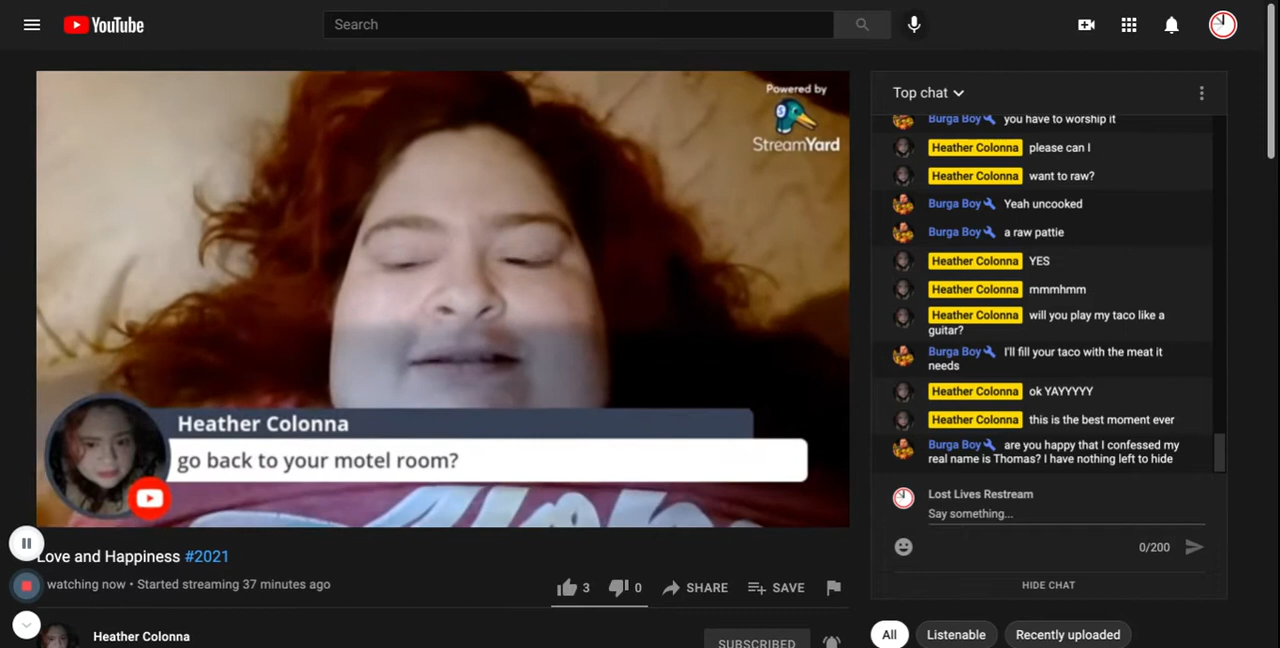 YouTube
Search
Powered by
StreamYard
Heather Colonna
go back to your motel room?
Love and Happiness #2021
watching now • Started streaming 37 minutes ago
3
0
SHARE
SAVE
Heather Colonna
SUBSCRIBED
Top chat
Burga Boy you have to worship it
Heather Colonna please can I
Heather Colonna want to raw?
Burga Boy Yeah uncooked
Burga Boy a raw pattie
Heather Colonna YES
Heather Colonna mmmhmm
Heather Colonna will you play my taco like a
guitar?
Burga Boy I'll fill your taco with the meat it
needs
Heather Colonna ok YAYYYYY
Heather Colonna this is the best moment ever
Burga Boy are you happy that I confessed my
real name is Thomas? I have nothing left to hide
Lost Lives Restream
Say something...
0/200
HIDE CHAT
All
Listenable
Recently uploaded